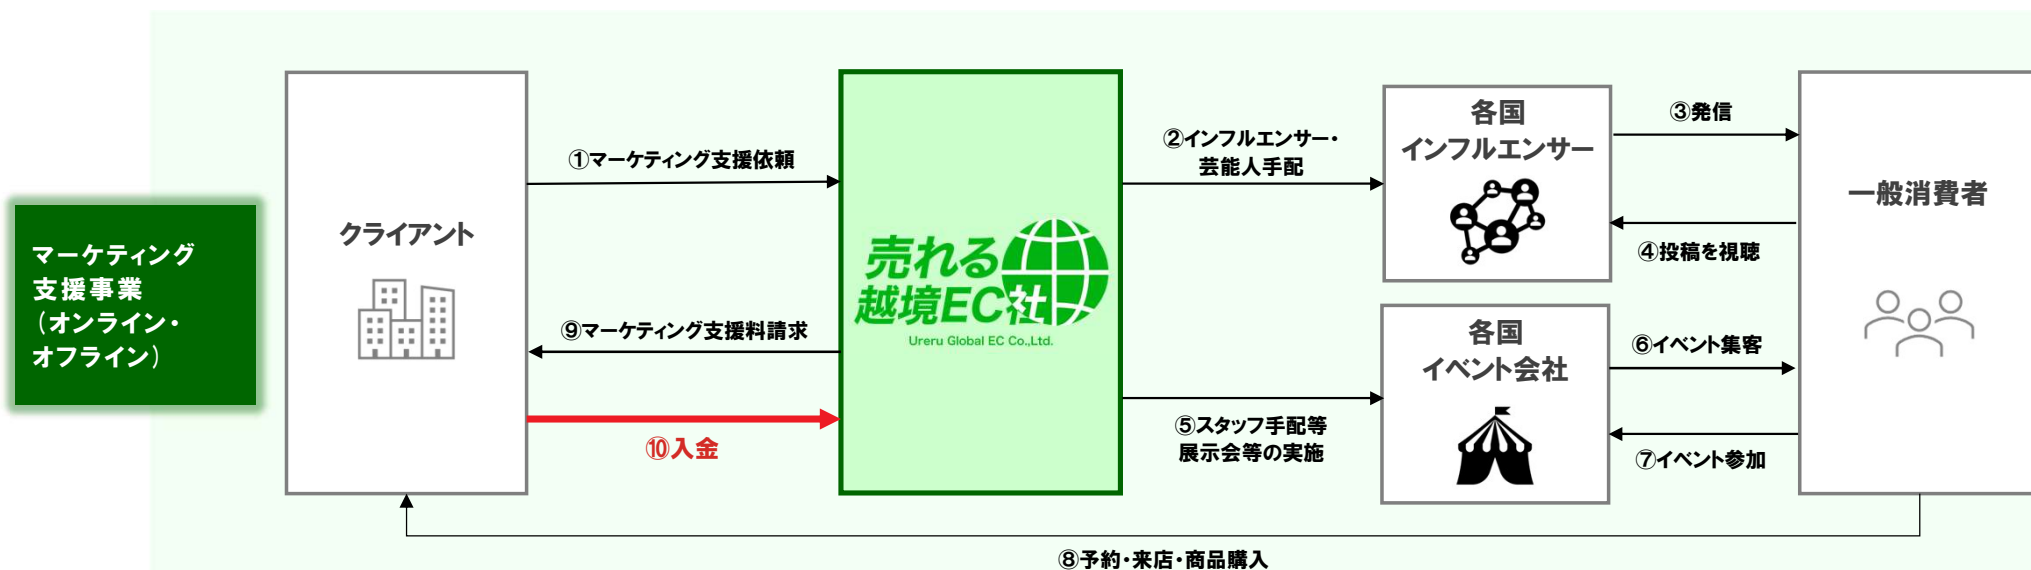 マーケティング
支援事業
（オンライン・
オフライン）
クライアント
①マーケティング支援依頼
⑨マーケティング支援料請求
⑩入金
売れる
越境EC社
Ureru Global EC Co.,Ltd.
②インフルエンサー・
芸能人手配
⑤スタッフ手配等
展示会等の実施
各国
インフルエンサー
各国
イベント会社
③発信
④投稿を視聴
⑥イベント集客
⑦イベント参加
一般消費者
⑧予約・来店・商品購入